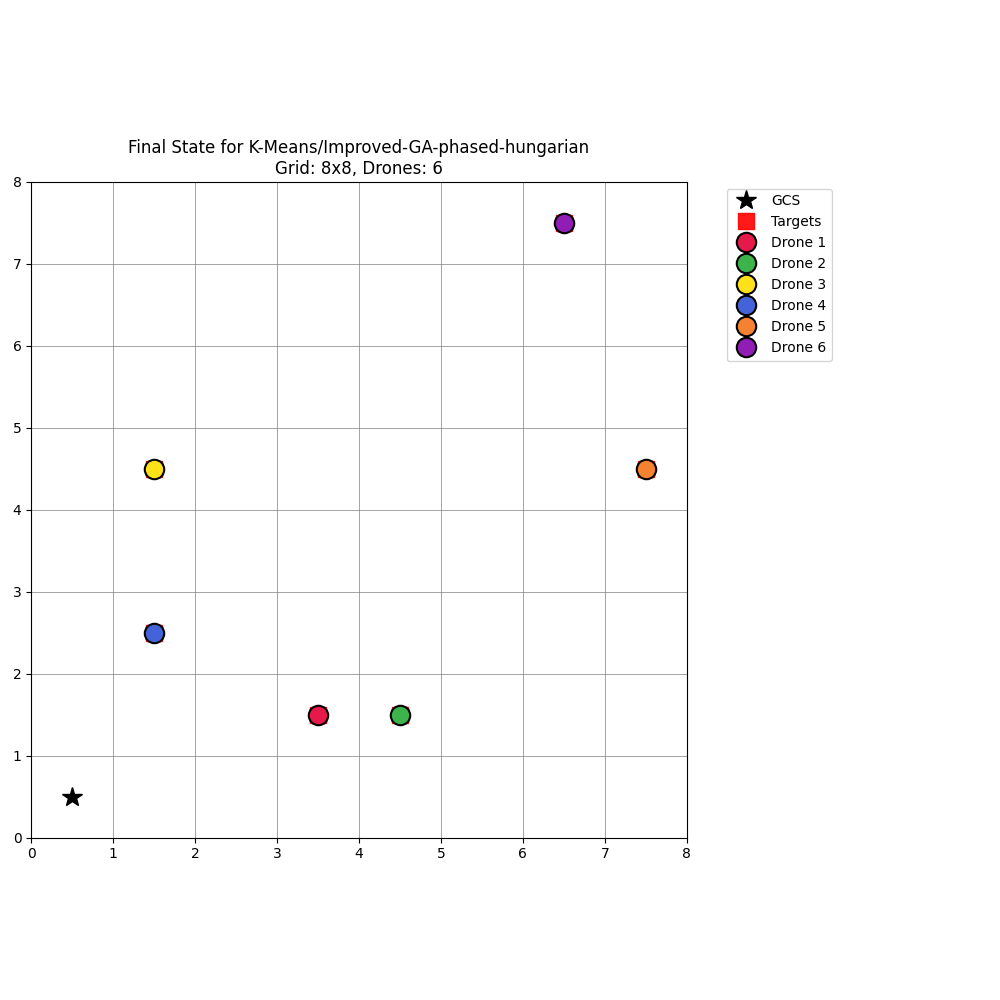 Final State for K-Means/Improved-GA-phased-hungarian
Grid: 8x8, Drones: 6
8
7
6
5
4
3
2
1
0
0 1 2 3 4 5 6 7 8
GCS
Targets
Drone 1
Drone 2
Drone 3
Drone 4
Drone 5
Drone 6